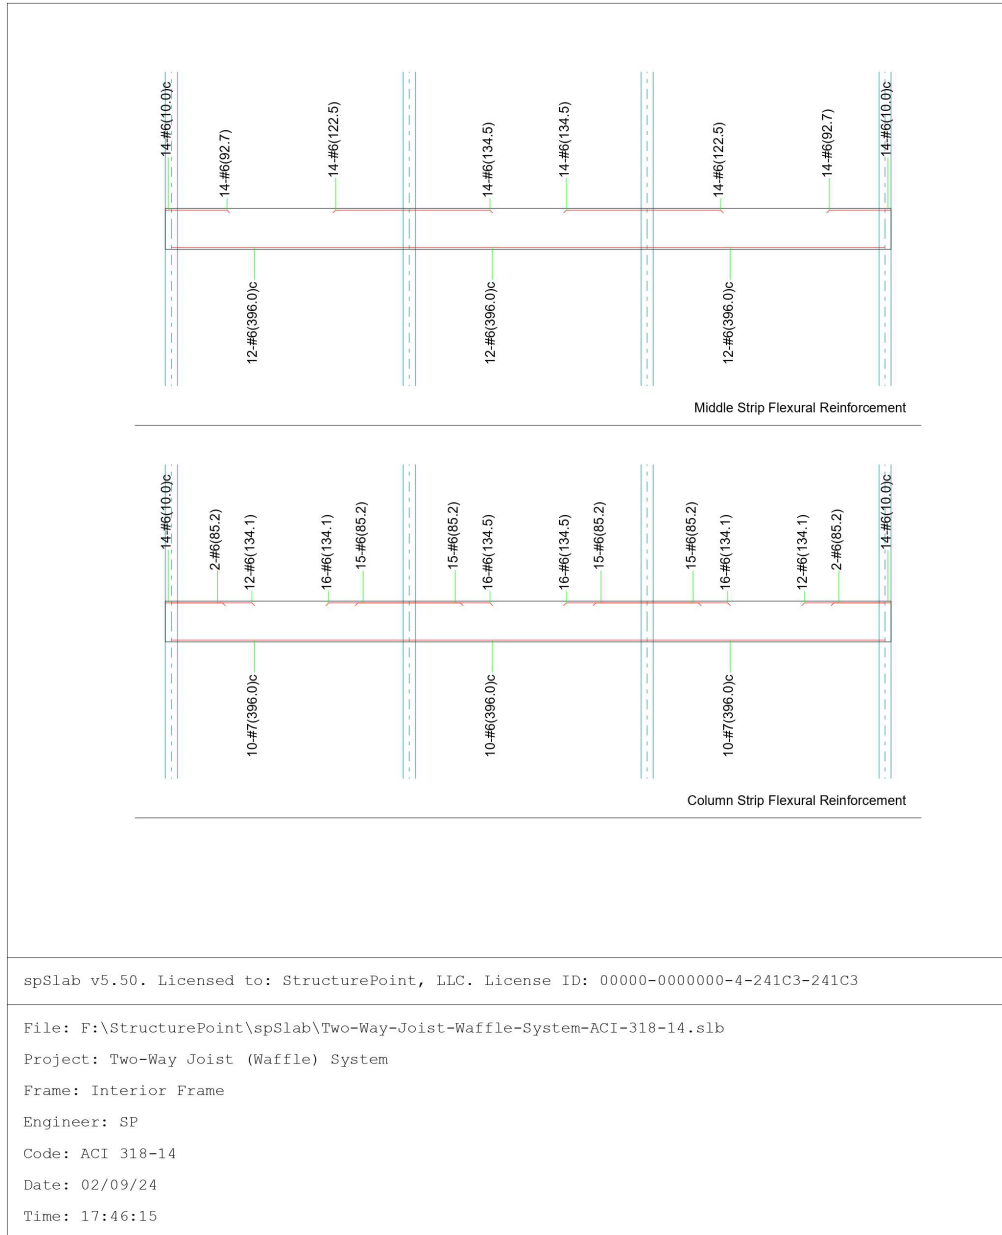 14-#6(10.0)c
14-#6(92.7)
14-#6(122.5)
14-#6(134.5)
14-#6(134.5)
14-#6(122.5)
14-#6(92.7)
14-#6(10.0)c
12-#6(396.0)c
12-#6(396.0)c
12-#6(396.0)c
Middle Strip Flexural Reinforcement
14-#6(10.0)c
2-#6(85.2)
12-#6(134.1)
16-#6(134.1)
15-#6(85.2)
15-#6(85.2)
16-#6(134.5)
16-#6(134.5)
15-#6(85.2)
15-#6(85.2)
16-#6(134.1)
12-#6(134.1)
2-#6(85.2)
14-#6(10.0)c
10-#7(396.0)c
10-#6(396.0)c
10-#7(396.0)c
Column Strip Flexural Reinforcement
spSlab v5.50. Licensed to: StructurePoint, LLC. License ID: 00000-0000000-4-241C3-241C3
File: F:\StructurePoint\spSlab\Two-Way-Joist-Waffle-System-ACI-318-14.slb
Project: Two-Way Joist (Waffle) System
Frame: Interior Frame
Engineer: SP
Code: ACI 318-14
Date: 02/09/24
Time: 17:46:15